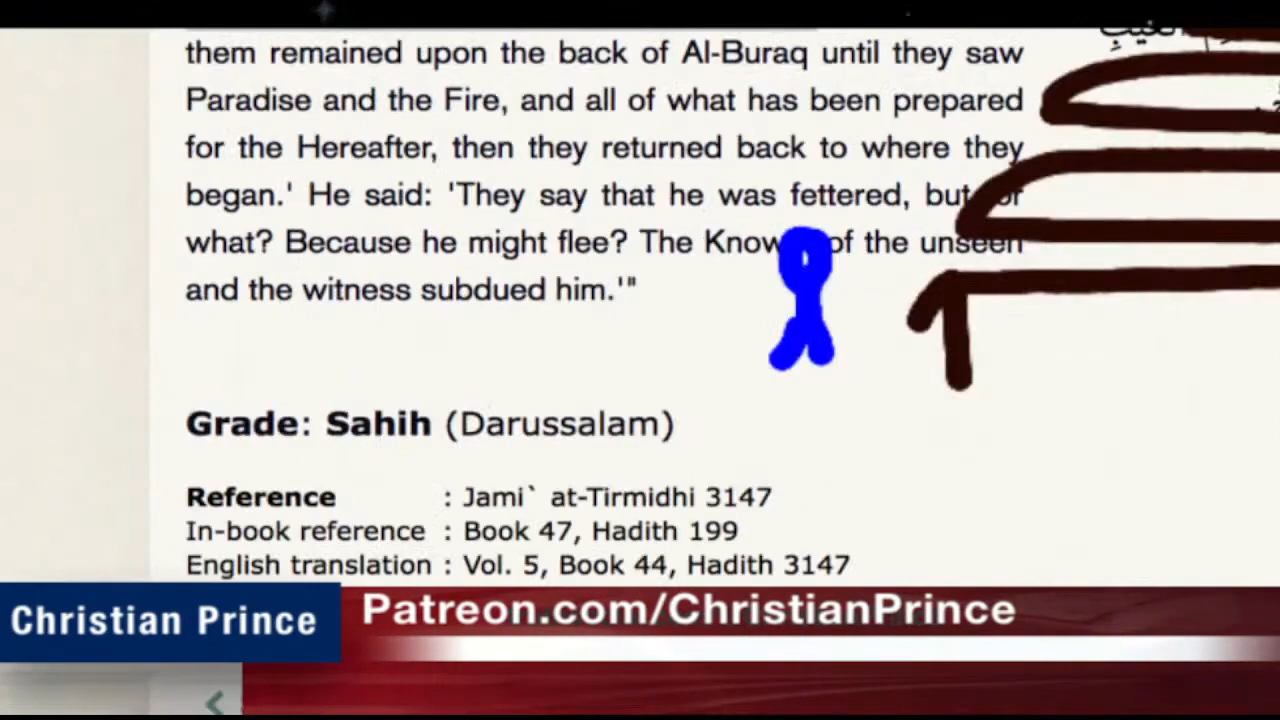 them remained upon the back of Al-Buraq until they saw
Paradise and the Fire, and all of what has been prepared
for the Hereafter, then they returned back to where they
began.' He said: 'They say that he was fettered, but for
what? Because he might flee? The Knower of the unseen
and the witness subdued him.'"
Grade: Sahih (Darussalam)
Reference : Jami` at-Tirmidhi 3147
In-book reference : Book 47, Hadith 199
English translation : Vol. 5, Book 44, Hadith 3147
Christian Prince
Patreon.com/ChristianPrince